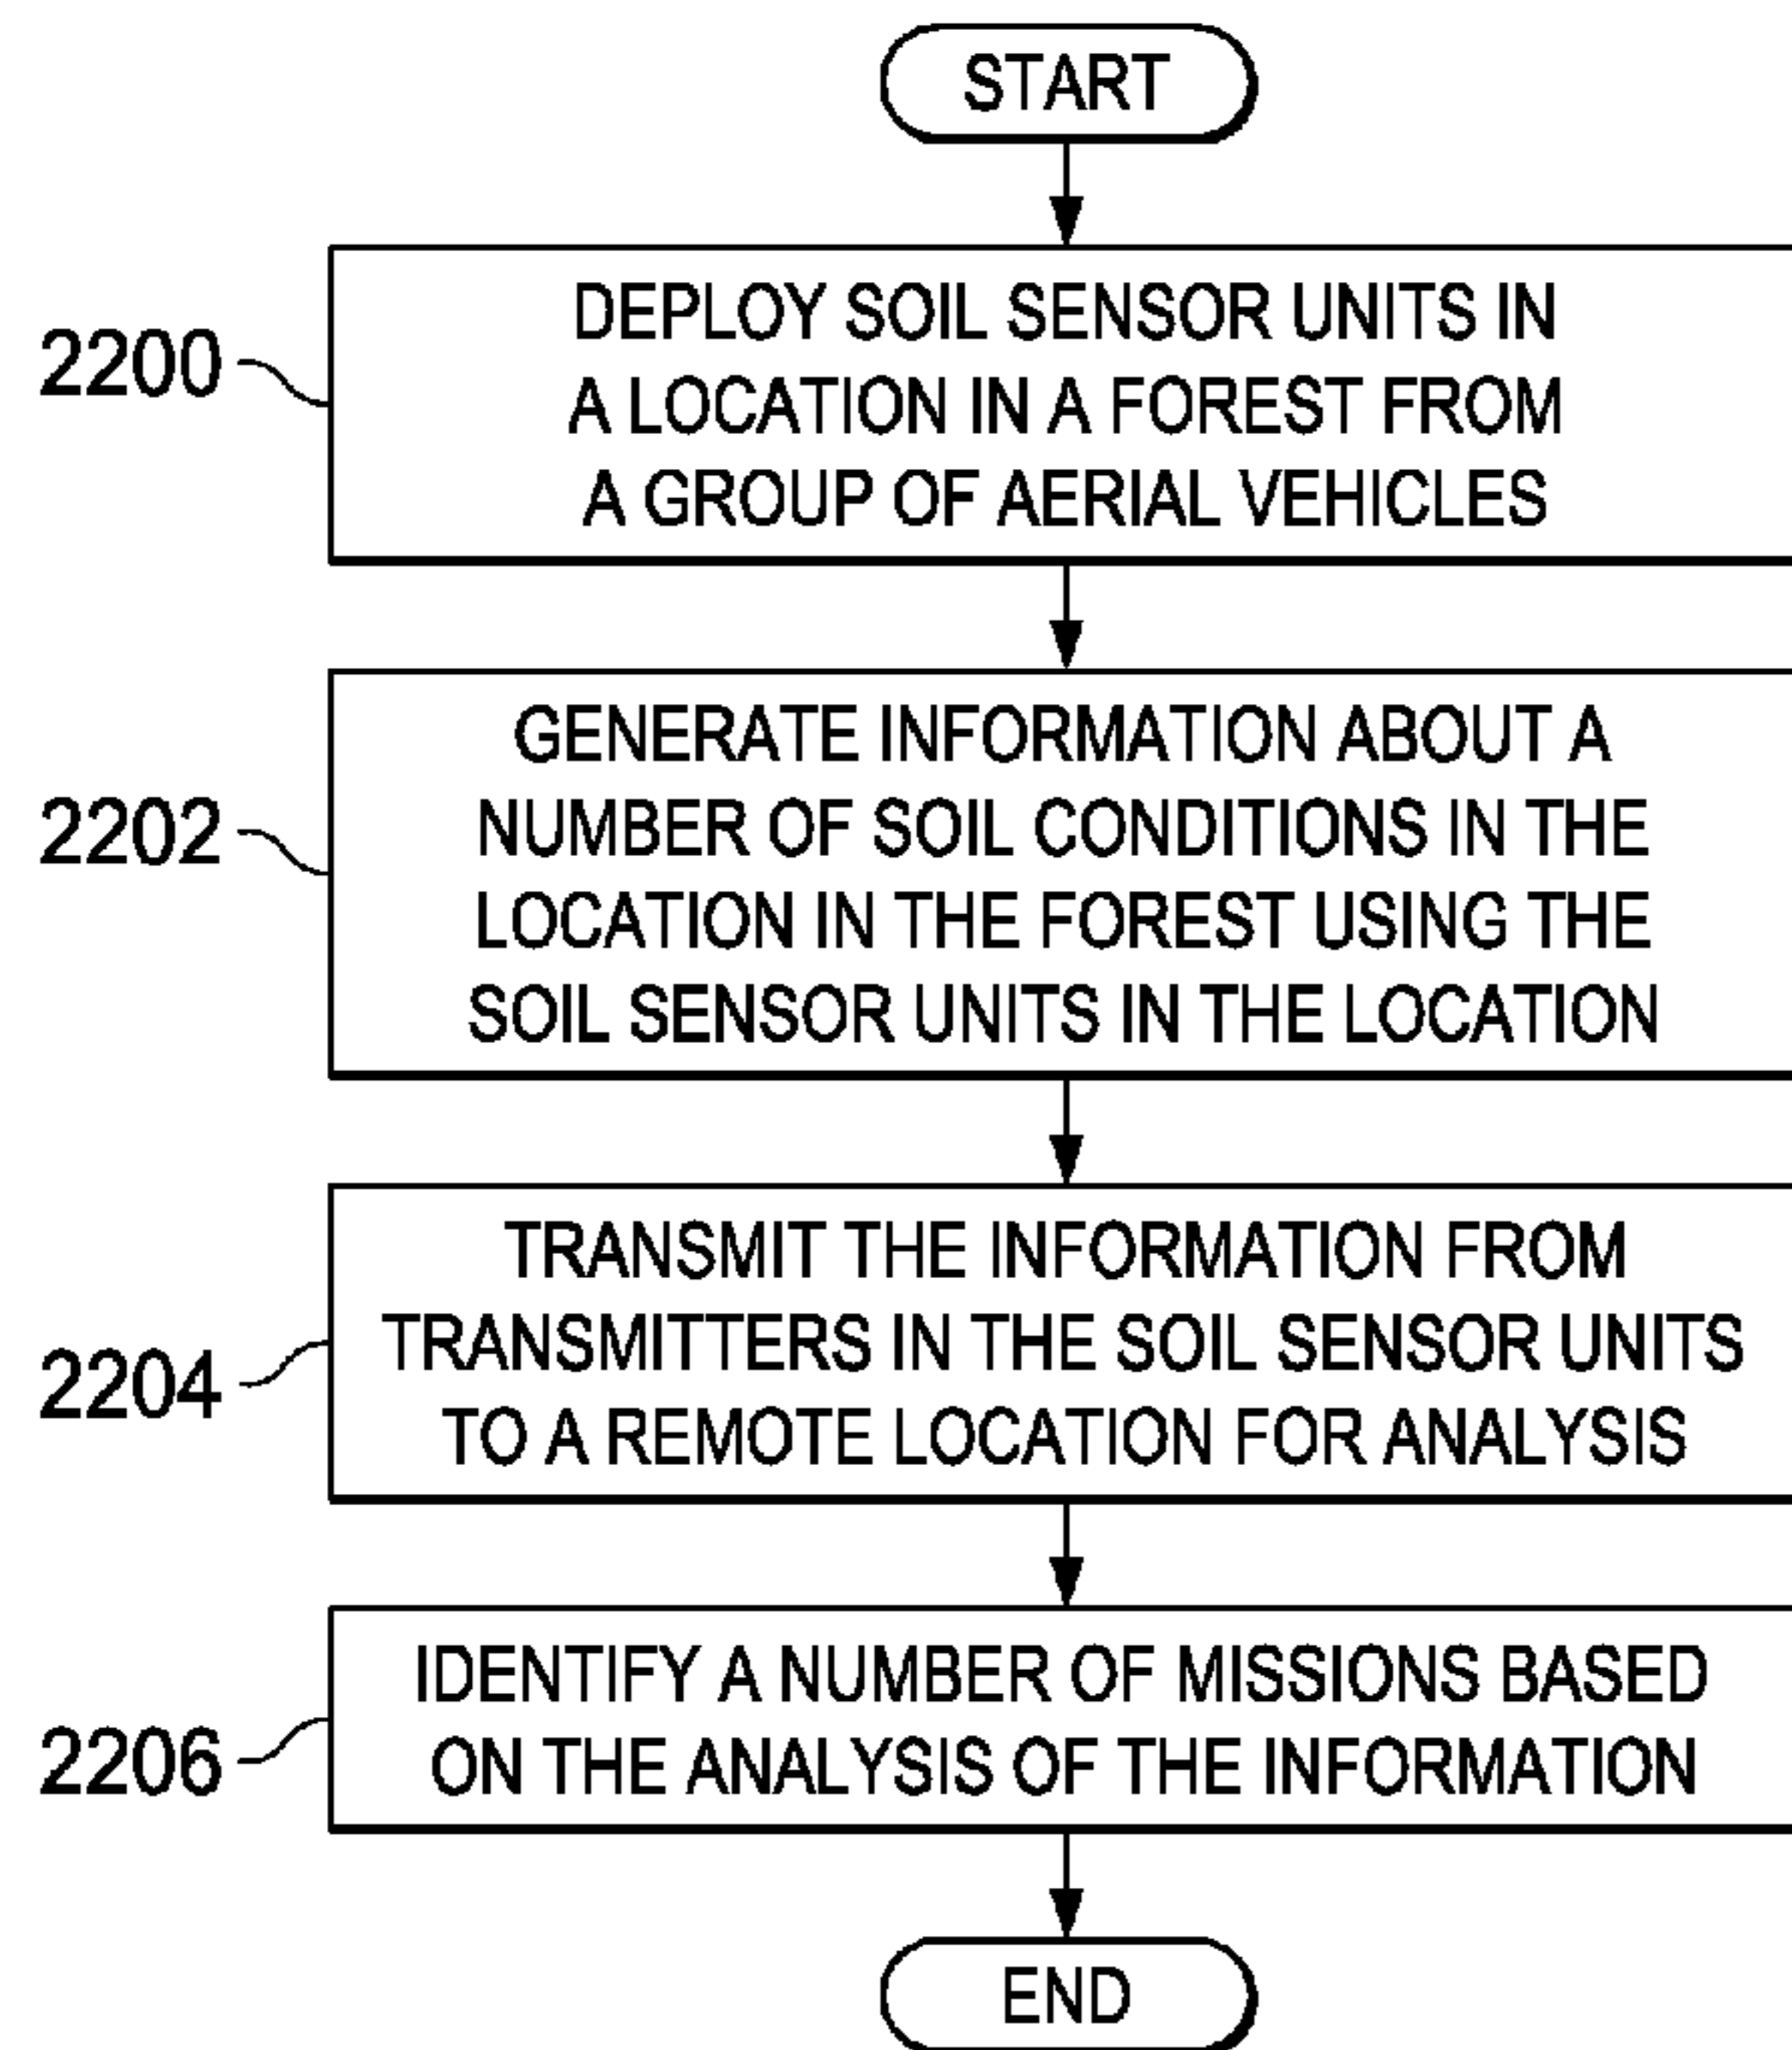 START
2200
DEPLOY SOIL SENSOR UNITS IN
A LOCATION IN A FOREST FROM
A GROUP OF AERIAL VEHICLES
2202
GENERATE INFORMATION ABOUT A
NUMBER OF SOIL CONDITIONS IN THE
LOCATION IN THE FOREST USING THE
SOIL SENSOR UNITS IN THE LOCATION
2204
TRANSMIT THE INFORMATION FROM
TRANSMITTERS IN THE SOIL SENSOR UNITS
TO A REMOTE LOCATION FOR ANALYSIS
2206
IDENTIFY A NUMBER OF MISSIONS BASED
ON THE ANALYSIS OF THE INFORMATION
END